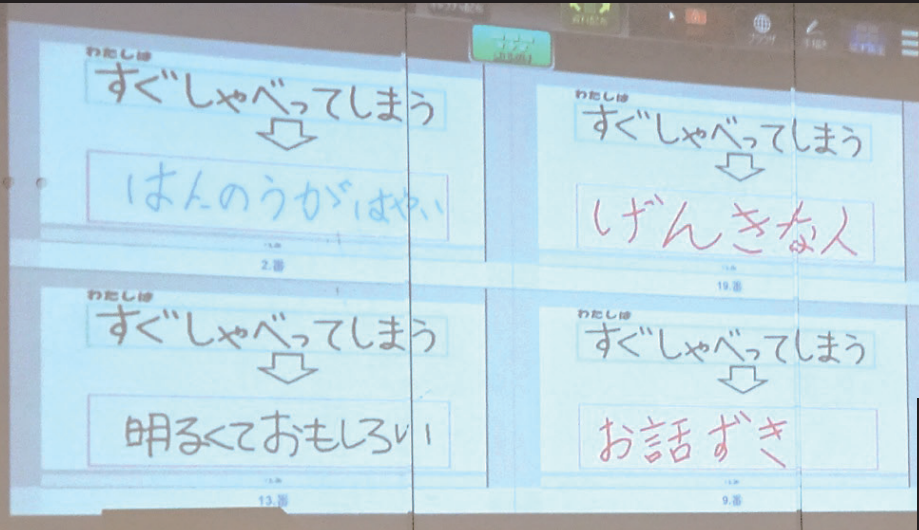 わたしは
すぐしゃべってしまう
はんのうがはやい
2.番
わたしは
すぐしゃべってしまう
げんきな人
19.番
わたしは
すぐしゃべってしまう
明るくておもしろい
13.番
わたしは
すぐしゃべってしまう
お話ずき
9.番